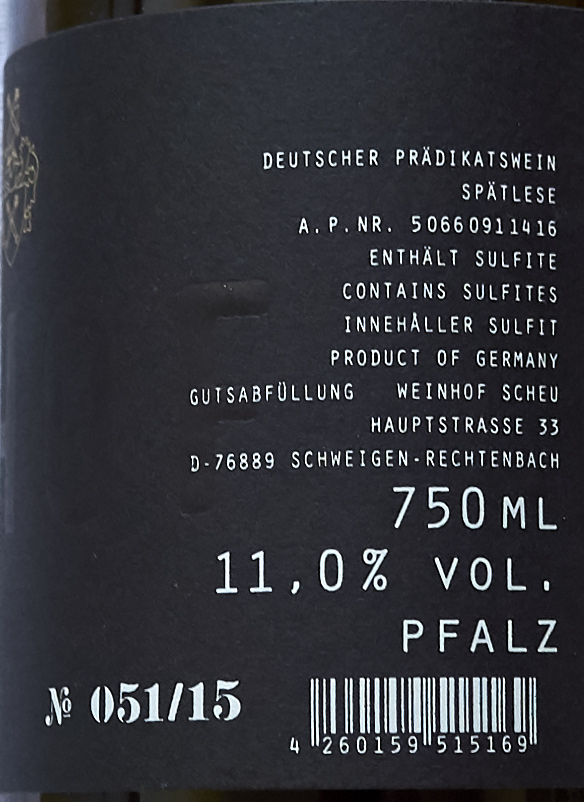 DEUTSCHER PRÄDIKATSWEIN
SPÄTLESE
A.P.NR. 50660911416
ENTHÄLT SULFITE
CONTAINS SULFITES
INNEHÅLLER SULFIT
PRODUCT OF GERMANY
GUTSABFÜLLUNG WEINHOF SCHEU
HAUPTSTRASSE 33
D-76889 SCHWEIGEN-RECHTENBACH
750 ML
11,0% VOL.
PFALZ
№ 051/15
4 260159 515169